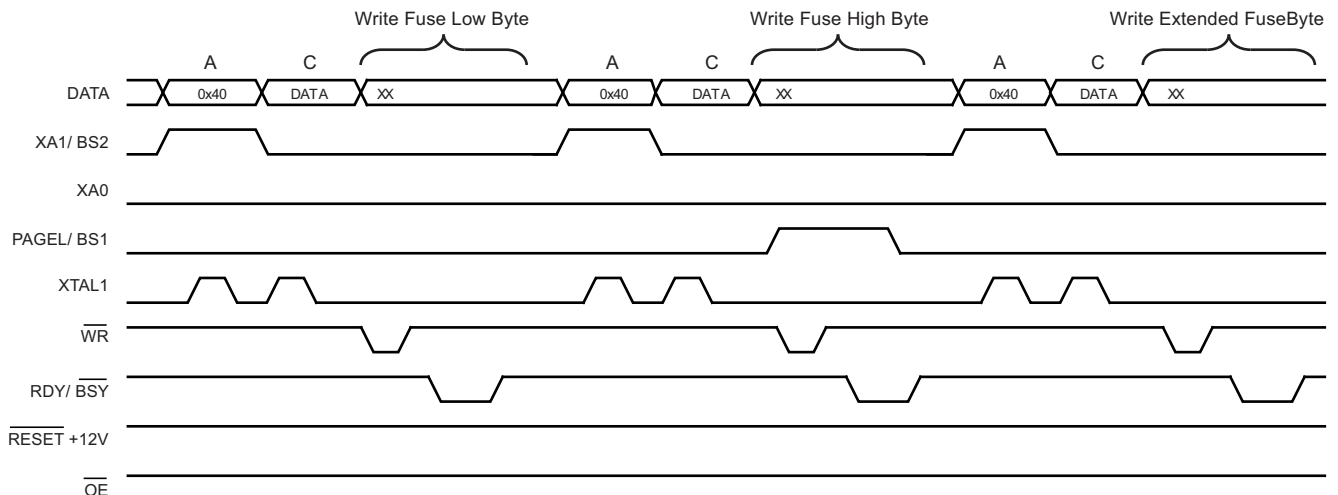 Write Fuse Low Byte Write Fuse High Byte Write Extended FuseByte
A C A C A C
DATA 0x40 DATA XX 0x40 DATA XX 0x40 DATA XX
XA1/ BS2
XA0
PAGEL/ BS1
XTAL1
WR
RDY/ BSY
RESET +12V
OE